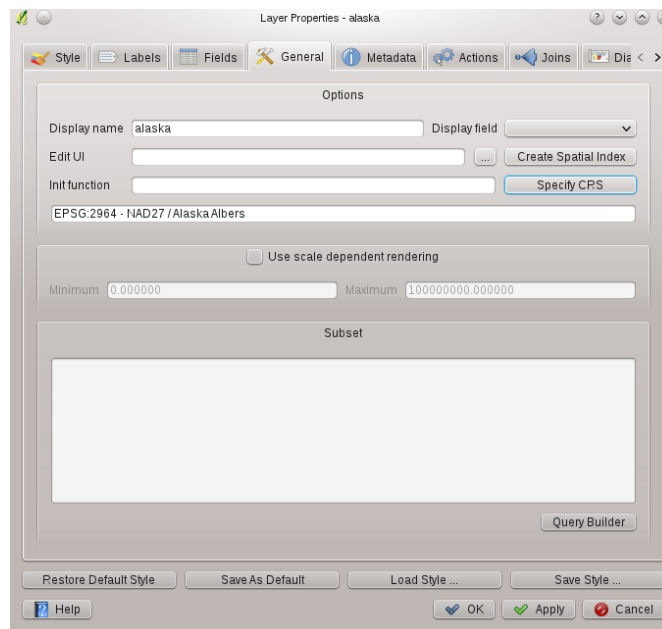 Layer Properties - alaska
Style Labels Fields General Metadata Actions Joins Dia
Options
Display name alaska Display field
Edit UI ... Create Spatial Index
Init function Specify CRS
EPSG:2964 - NAD27 / Alaska Albers
Use scale dependent rendering
Minimum 0.000000 Maximum 100000000.000000
Subset
Query Builder
Restore Default Style Save As Default Load Style ... Save Style ...
Help OK Apply Cancel